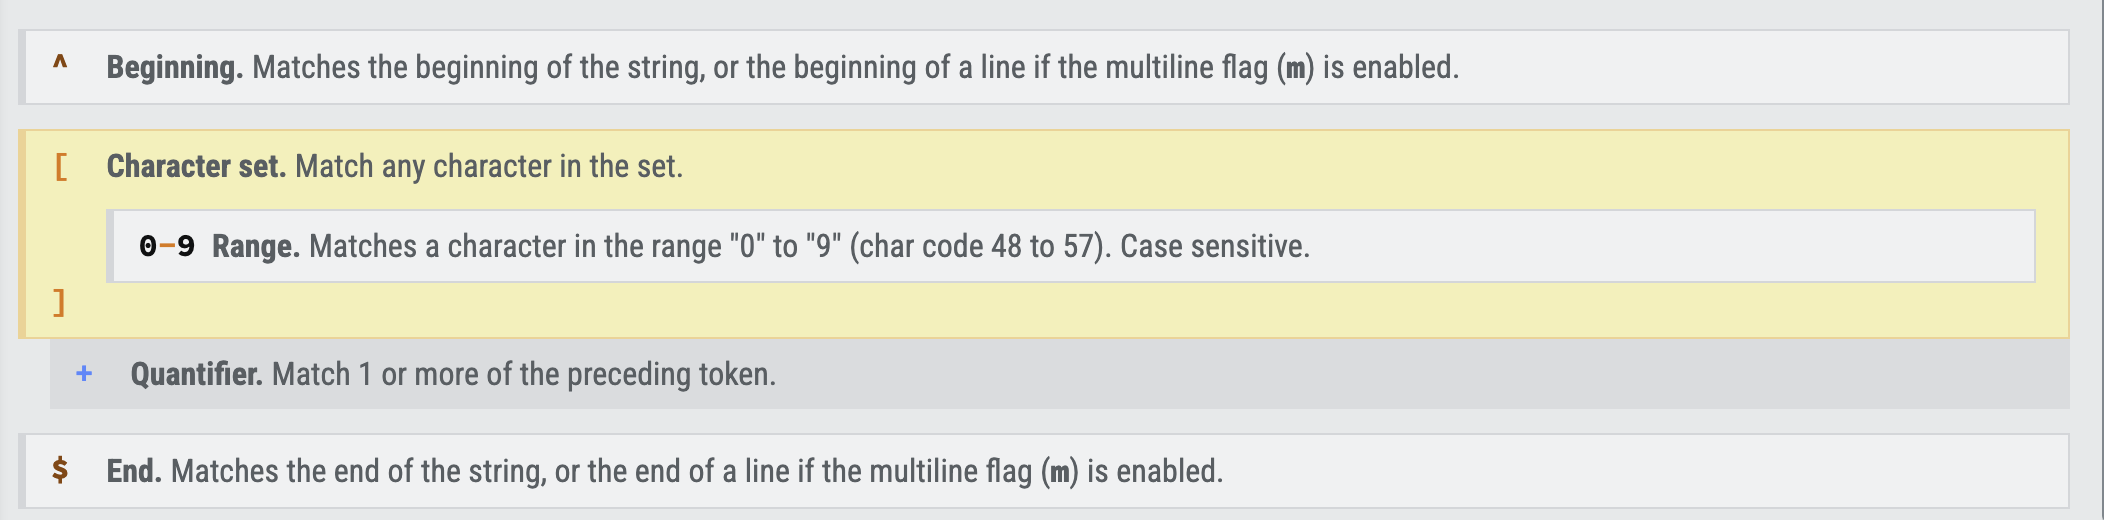 ^ Beginning. Matches the beginning of the string, or the beginning of a line if the multiline flag (m) is enabled.
[ Character set. Match any character in the set.
0-9 Range. Matches a character in the range "0" to "9" (char code 48 to 57). Case sensitive.
]
+ Quantifier. Match 1 or more of the preceding token.
$ End. Matches the end of the string, or the end of a line if the multiline flag (m) is enabled.